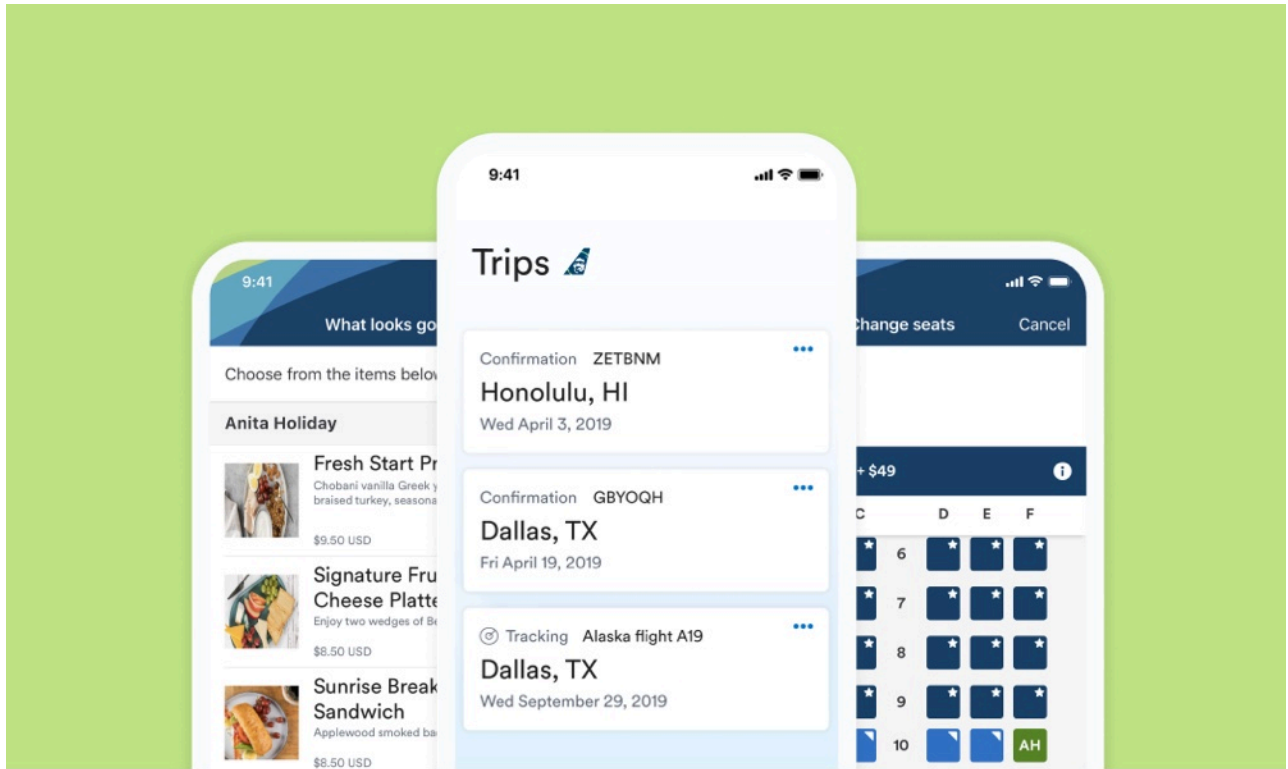 9:41
What looks go
Choose from the items below
Anita Holiday
Fresh Start Pr
Chobani vanilla Greek y
braised turkey, seasona
$9.50 USD
Signature Fru
Cheese Platte
Enjoy two wedges of Be
$8.50 USD
Sunrise Break
Sandwich
Applewood smoked ba
$8.50 USD
9:41
Trips
Confirmation ZETBNM
Honolulu, HI
Wed April 3, 2019
Confirmation GBYOQH
Dallas, TX
Fri April 19, 2019
Tracking Alaska flight A19
Dallas, TX
Wed September 29, 2019
Change seats Cancel
+ $49
C D E F
6
7
8
9
10 AH